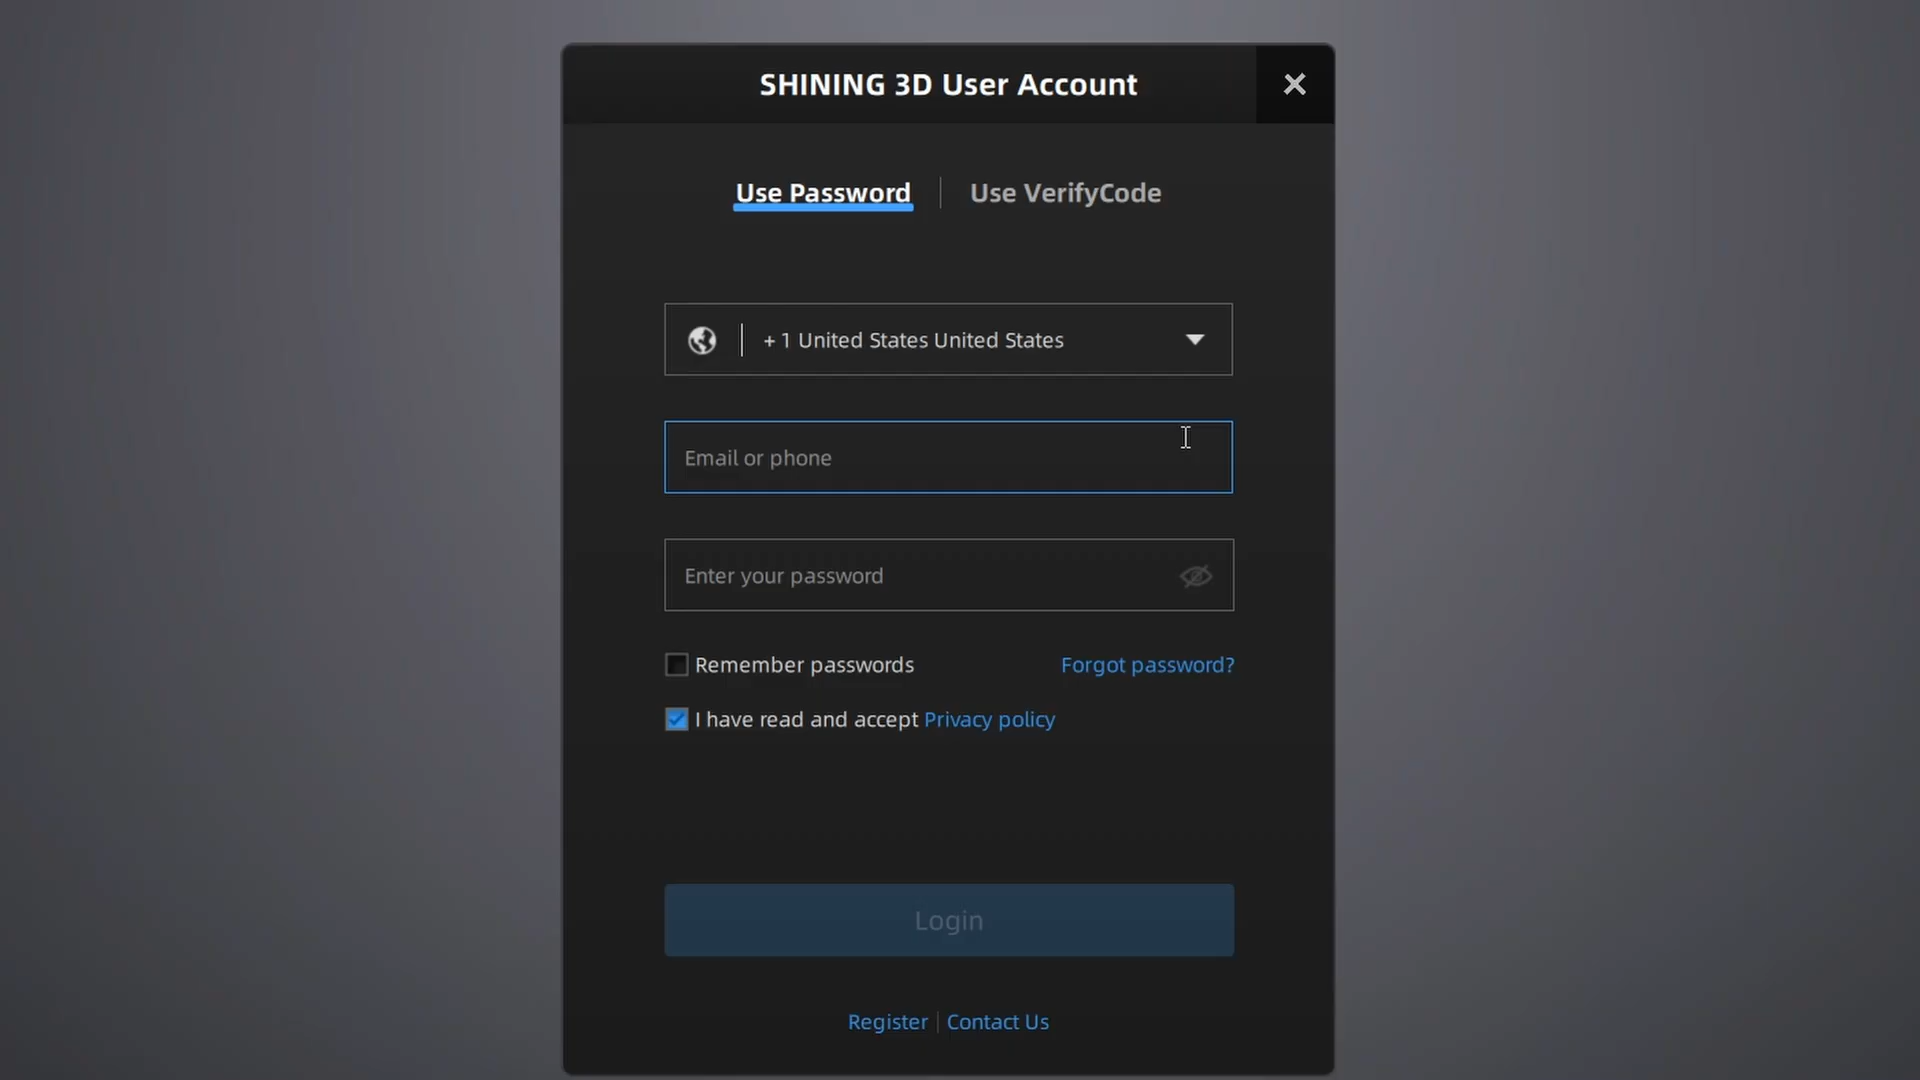 SHINING 3D User Account
Use Password
Use VerifyCode
+ 1 United States United States
Email or phone
Enter your password
Remember passwords
Forgot password?
I have read and accept Privacy policy
Login
Register
Contact Us